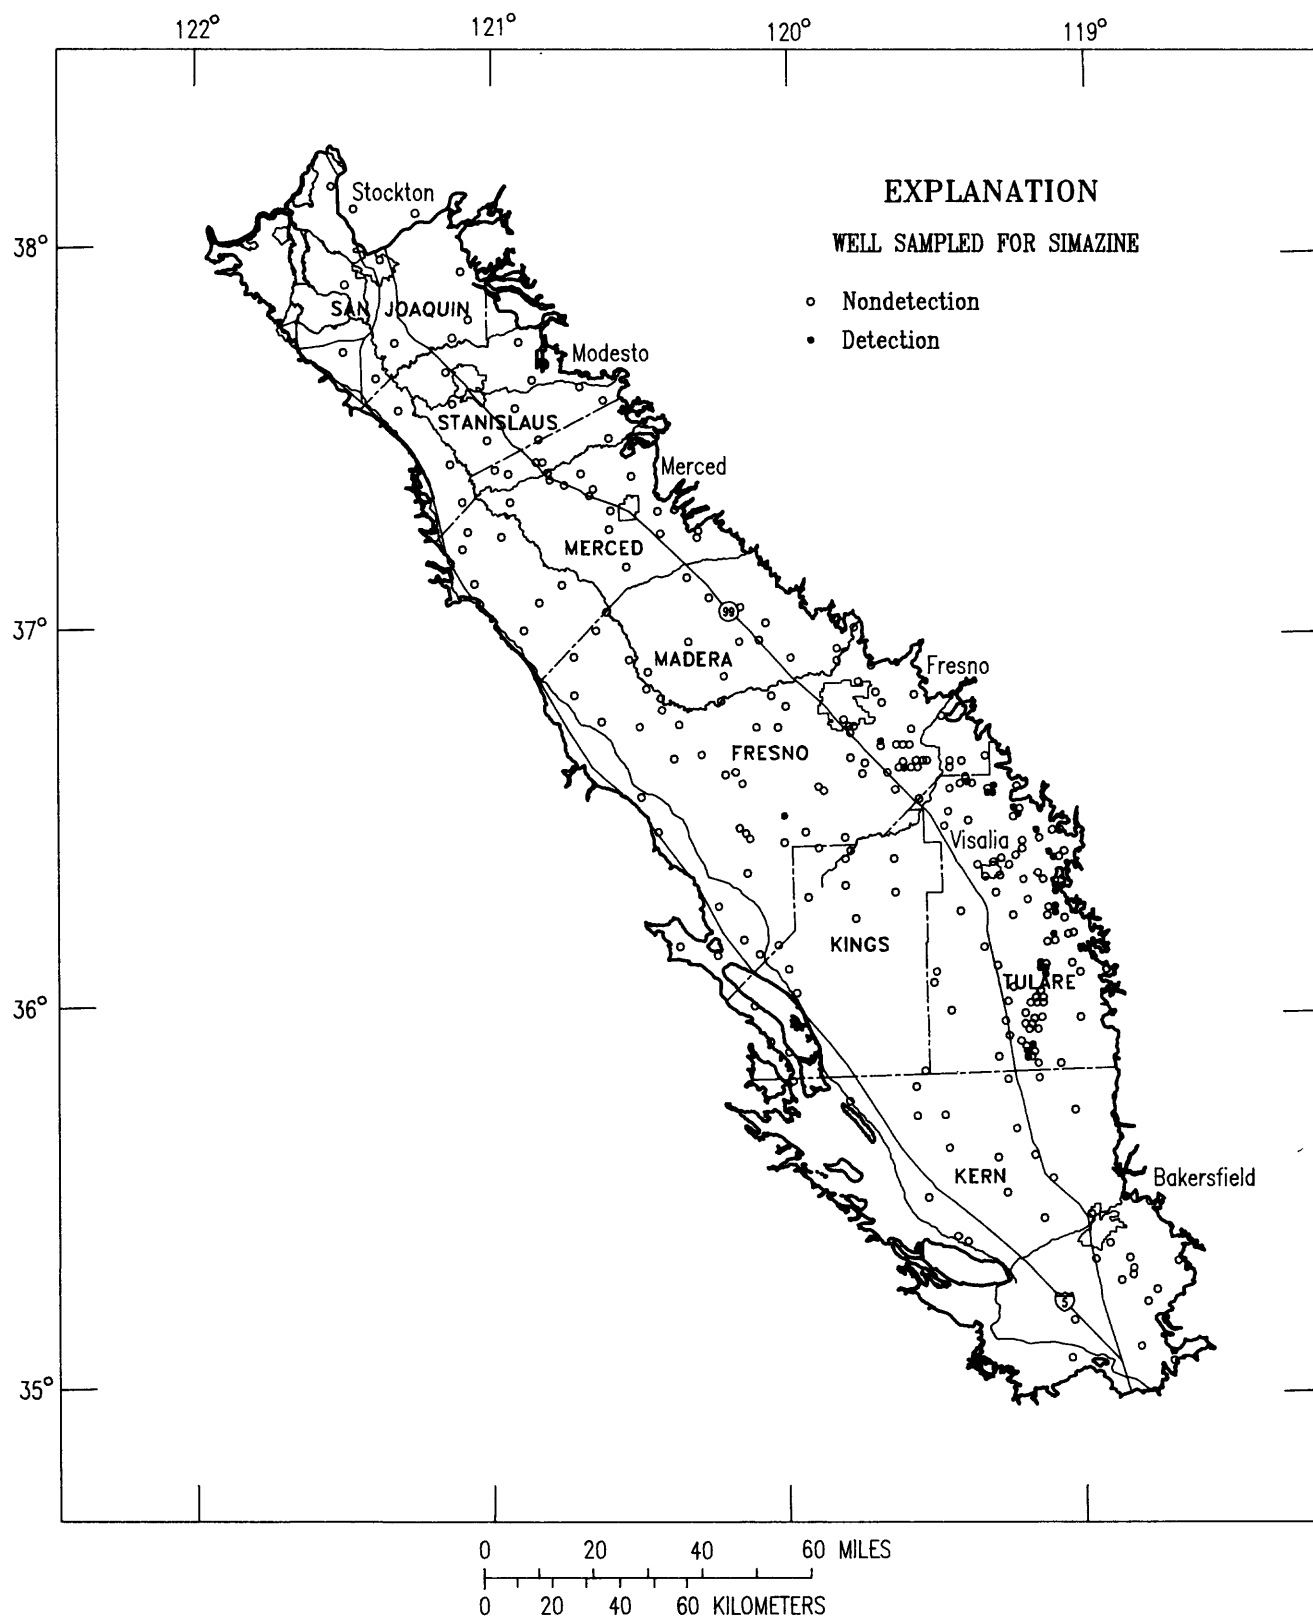 122° 121° 120° 119°
EXPLANATION
WELL SAMPLED FOR SIMAZINE
Nondetection
Detection
Stockton
38°
SAN JOAQUIN
Modesto
STANISLAUS
Merced
MERCED
99
37°
MADERA
Fresno
FRESNO
Visalia
KINGS
TULARE
36°
KERN
Bakersfield
5
35°
0 20 40 60 MILES
0 20 40 60 KILOMETERS